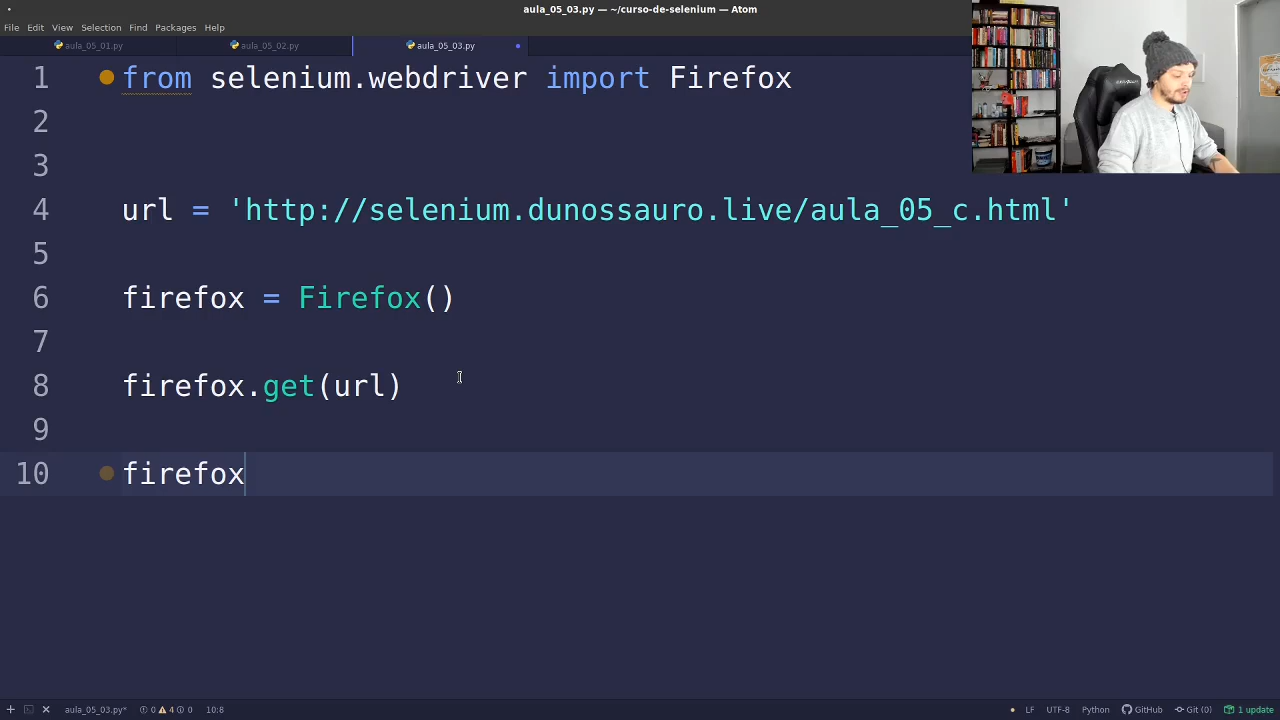 aula_05_03.py — ~/curso-de-selenium — Atom
File Edit View Selection Find Packages Help
aula_05_01.py aula_05_02.py aula_05_03.py
1 from selenium.webdriver import Firefox
2
3
4 url = 'http://selenium.dunossauro.live/aula_05_c.html'
5
6 firefox = Firefox()
7
8 firefox.get(url)
9
10 firefox
aula_05_03.py* 0 4 0 10:8 LF UTF-8 Python GitHub Git (0) 1 update